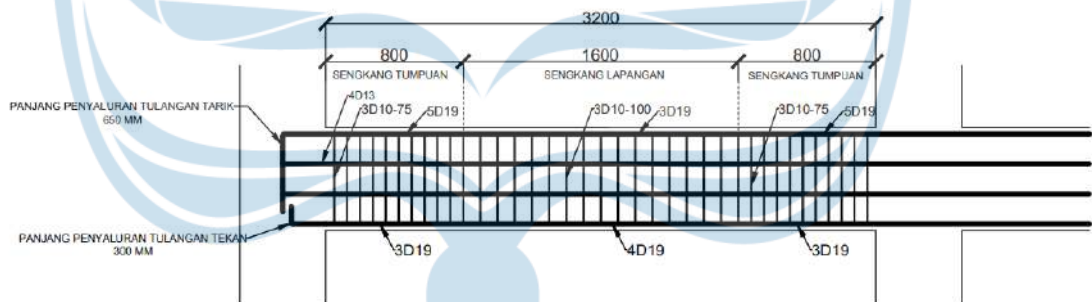 3200
800 1600 800
SENGKANG TUMPUAN SENGKANG LAPANGAN SENGKANG TUMPUAN
4D13
PANJANG PENYALURAN TULANGAN TARIK
650 MM
3D10-75 5D19 3D10-100 3D19 3D10-75 5D19
PANJANG PENYALURAN TULANGAN TEKAN
300 MM
3D19 4D19 3D19